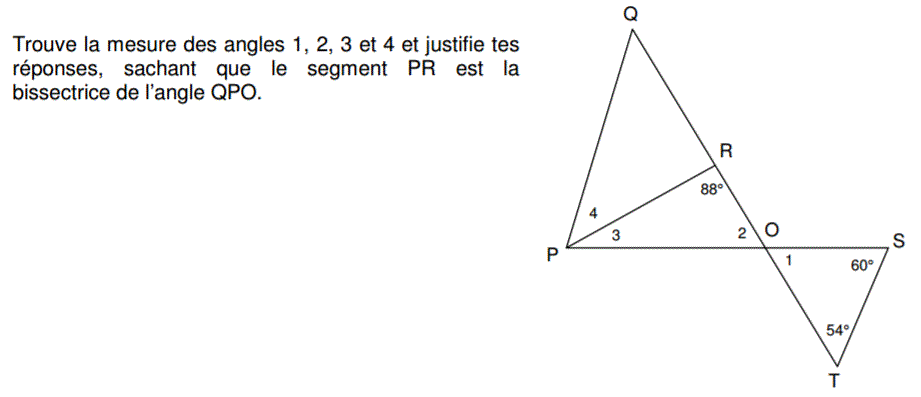 Trouve la mesure des angles 1, 2, 3 et 4 et justifie tes
réponses, sachant que le segment PR est la
bissectrice de l'angle QPO.
Q
R
88°
4
3
2
O
S
P
1
60°
54°
T